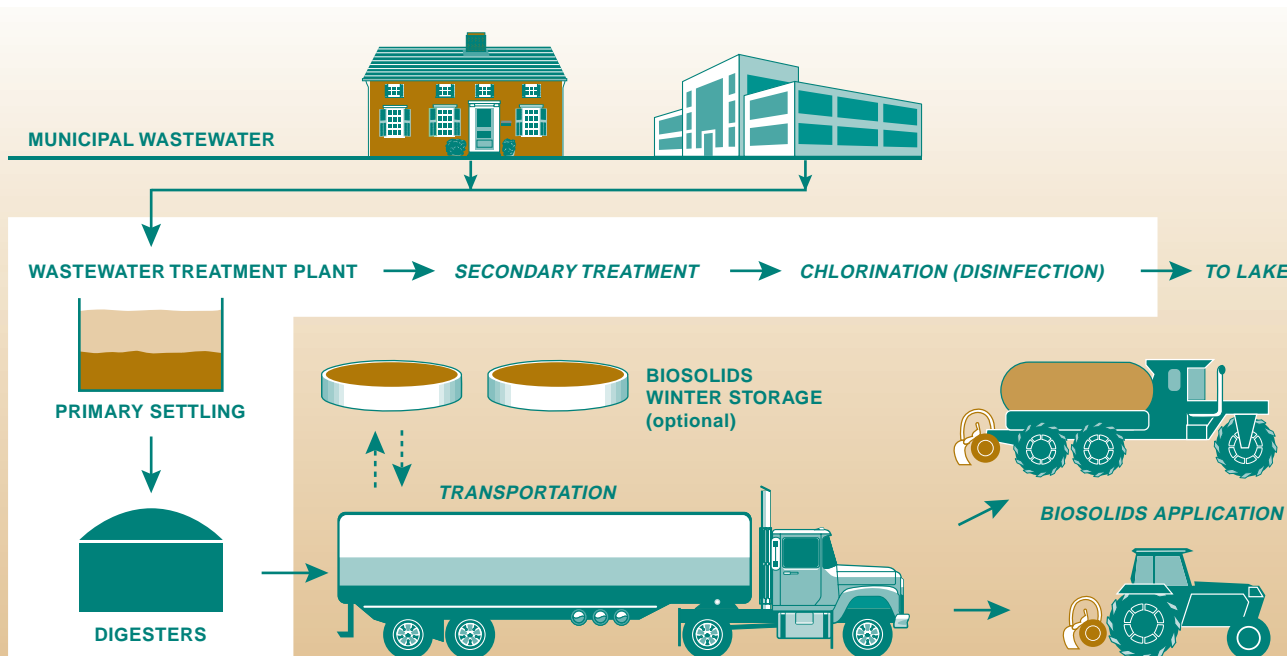 MUNICIPAL WASTEWATER
WASTEWATER TREATMENT PLANT
SECONDARY TREATMENT
CHLORINATION (DISINFECTION)
TO LAKE
PRIMARY SETTLING
BIOSOLIDS
WINTER STORAGE
(optional)
TRANSPORTATION
BIOSOLIDS APPLICATION
DIGESTERS